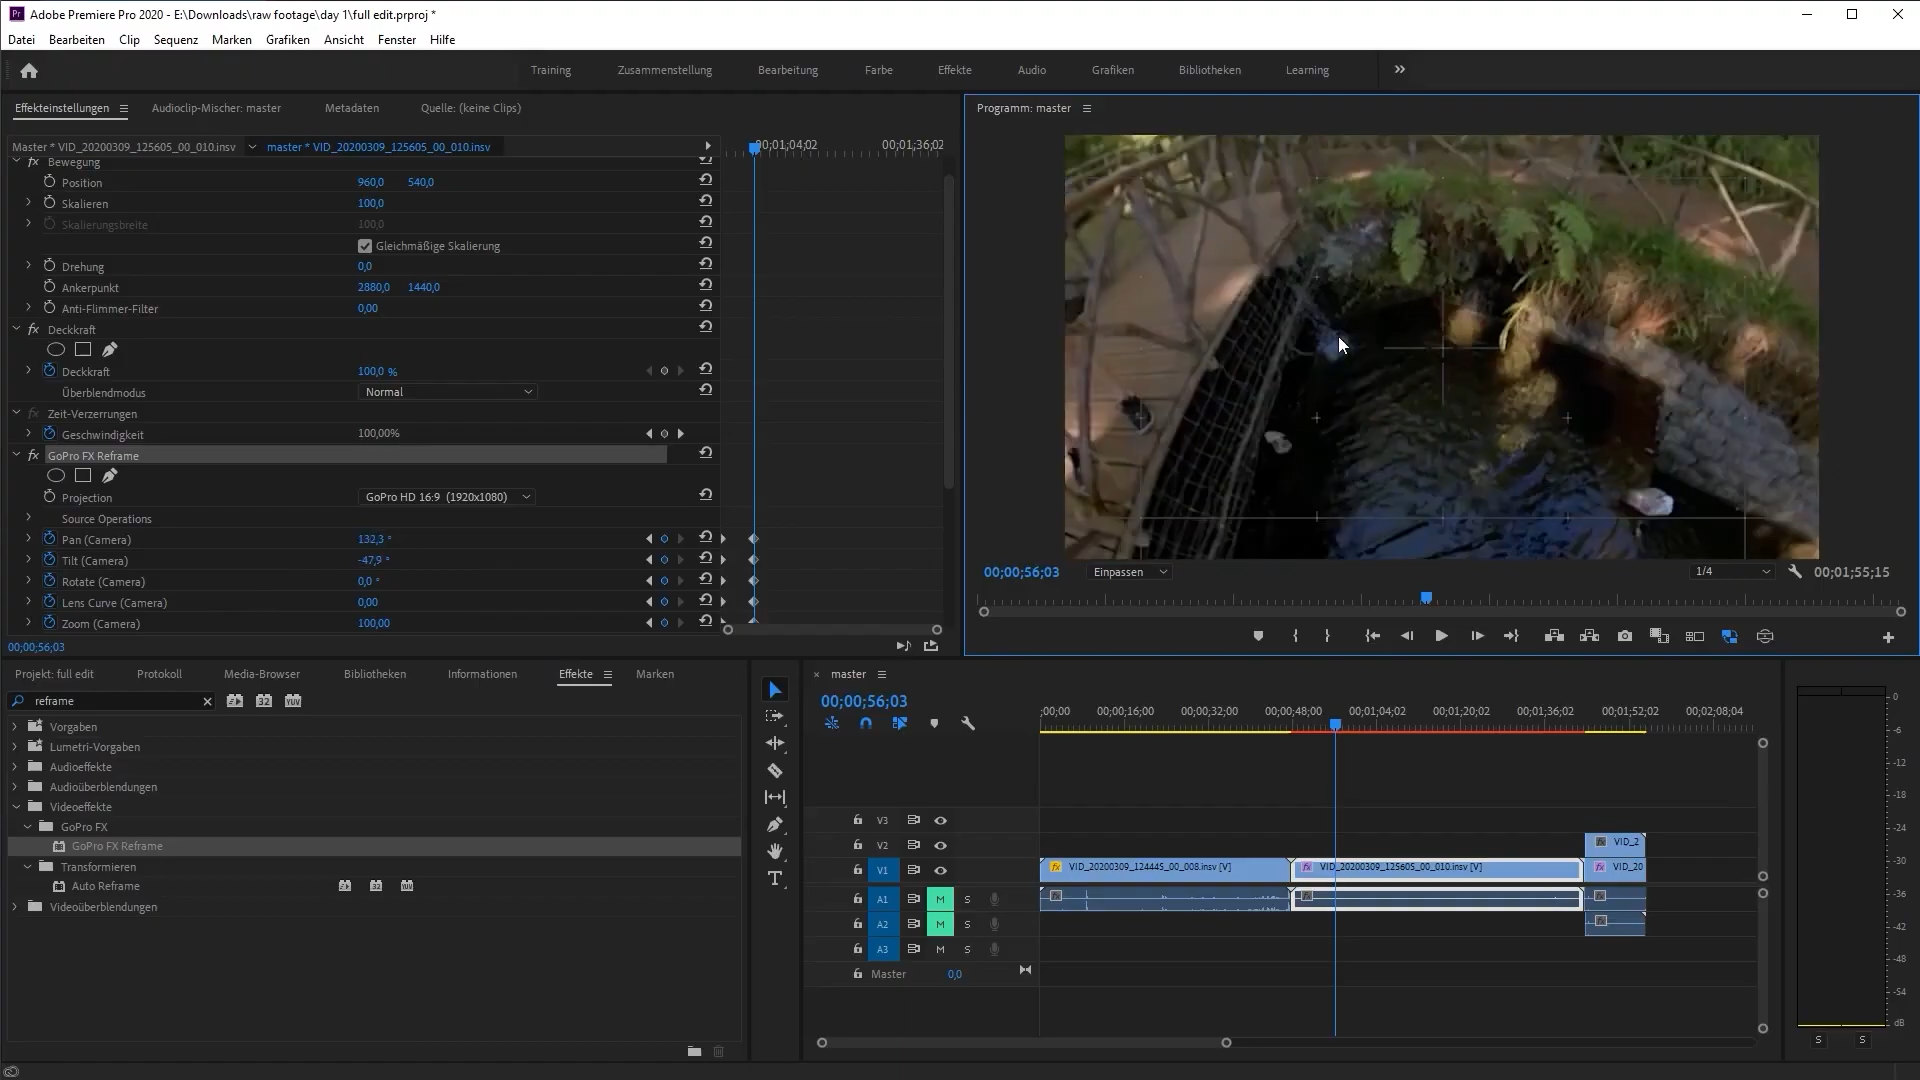 Adobe Premiere Pro 2020 - E:\Downloads\raw footage\day 1\full edit.prproj *
Datei Bearbeiten Clip Sequenz Marken Grafiken Ansicht Fenster Hilfe
Training Zusammenstellung Bearbeitung Farbe Effekte Audio Grafiken Bibliotheken Learning
Effekteinstellungen Audioclip-Mischer: master Metadaten Quelle: (keine Clips)
Master * VID_20200309_125605_00_010.insv master * VID_20200309_125605_00_010.insv
00;01;04;02 00;01;36;02
Bewegung
Position 960,0 540,0
Skalieren 100,0
Skalierungsbreite 100,0
Gleichmäßige Skalierung
Drehung 0,0
Ankerpunkt 2880,0 1440,0
Anti-Flimmer-Filter 0,00
Deckkraft
Deckkraft 100,0 %
Überblendmodus Normal
Zeit-Verzerrungen
Geschwindigkeit 100,00%
GoPro FX Reframe
Projection GoPro HD 16:9 (1920x1080)
Source Operations
Pan (Camera) 132,3 °
Tilt (Camera) -47,9 °
Rotate (Camera) 0,0 °
Lens Curve (Camera) 0,00
Zoom (Camera) 100,00
00;00;56;03
Programm: master
00;00;56;03 Einpassen 1/4 00;01;55;15
Projekt: full edit Protokoll Media-Browser Bibliotheken Informationen Effekte Marken
reframe
32 YUV
Vorgaben
Lumetri-Vorgaben
Audioeffekte
Audioüberblendungen
Videoeffekte
GoPro FX
GoPro FX Reframe
Transformieren
Auto Reframe 32 YUV
Videoüberblendungen
master
00;00;56;03
;00;00 00;00;16;00 00;00;32;00 00;00;48;00 00;01;04;02 00;01;20;02 00;01;36;02 00;01;52;02 00;02;08;04
V3
V2 VID_2
V1 VID_20200309_124445_00_008.insv [V] VID_20200309_125605_00_010.insv [V] VID_20
A1 M S
A2 M S
A3 M S
Master 0,0
0
-6
-12
-18
-24
-30
-36
-42
-48
-54
dB
S S